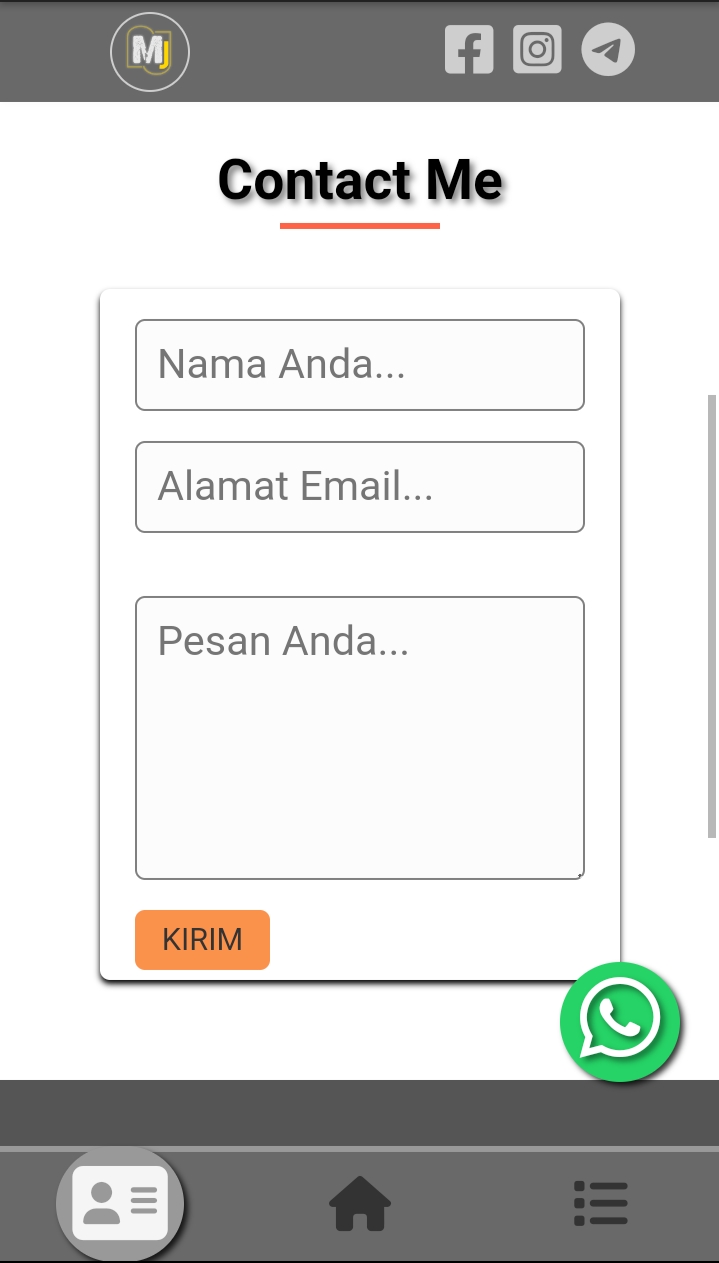 MJ
Contact Me
Nama Anda...
Alamat Email...
Pesan Anda...
KIRIM